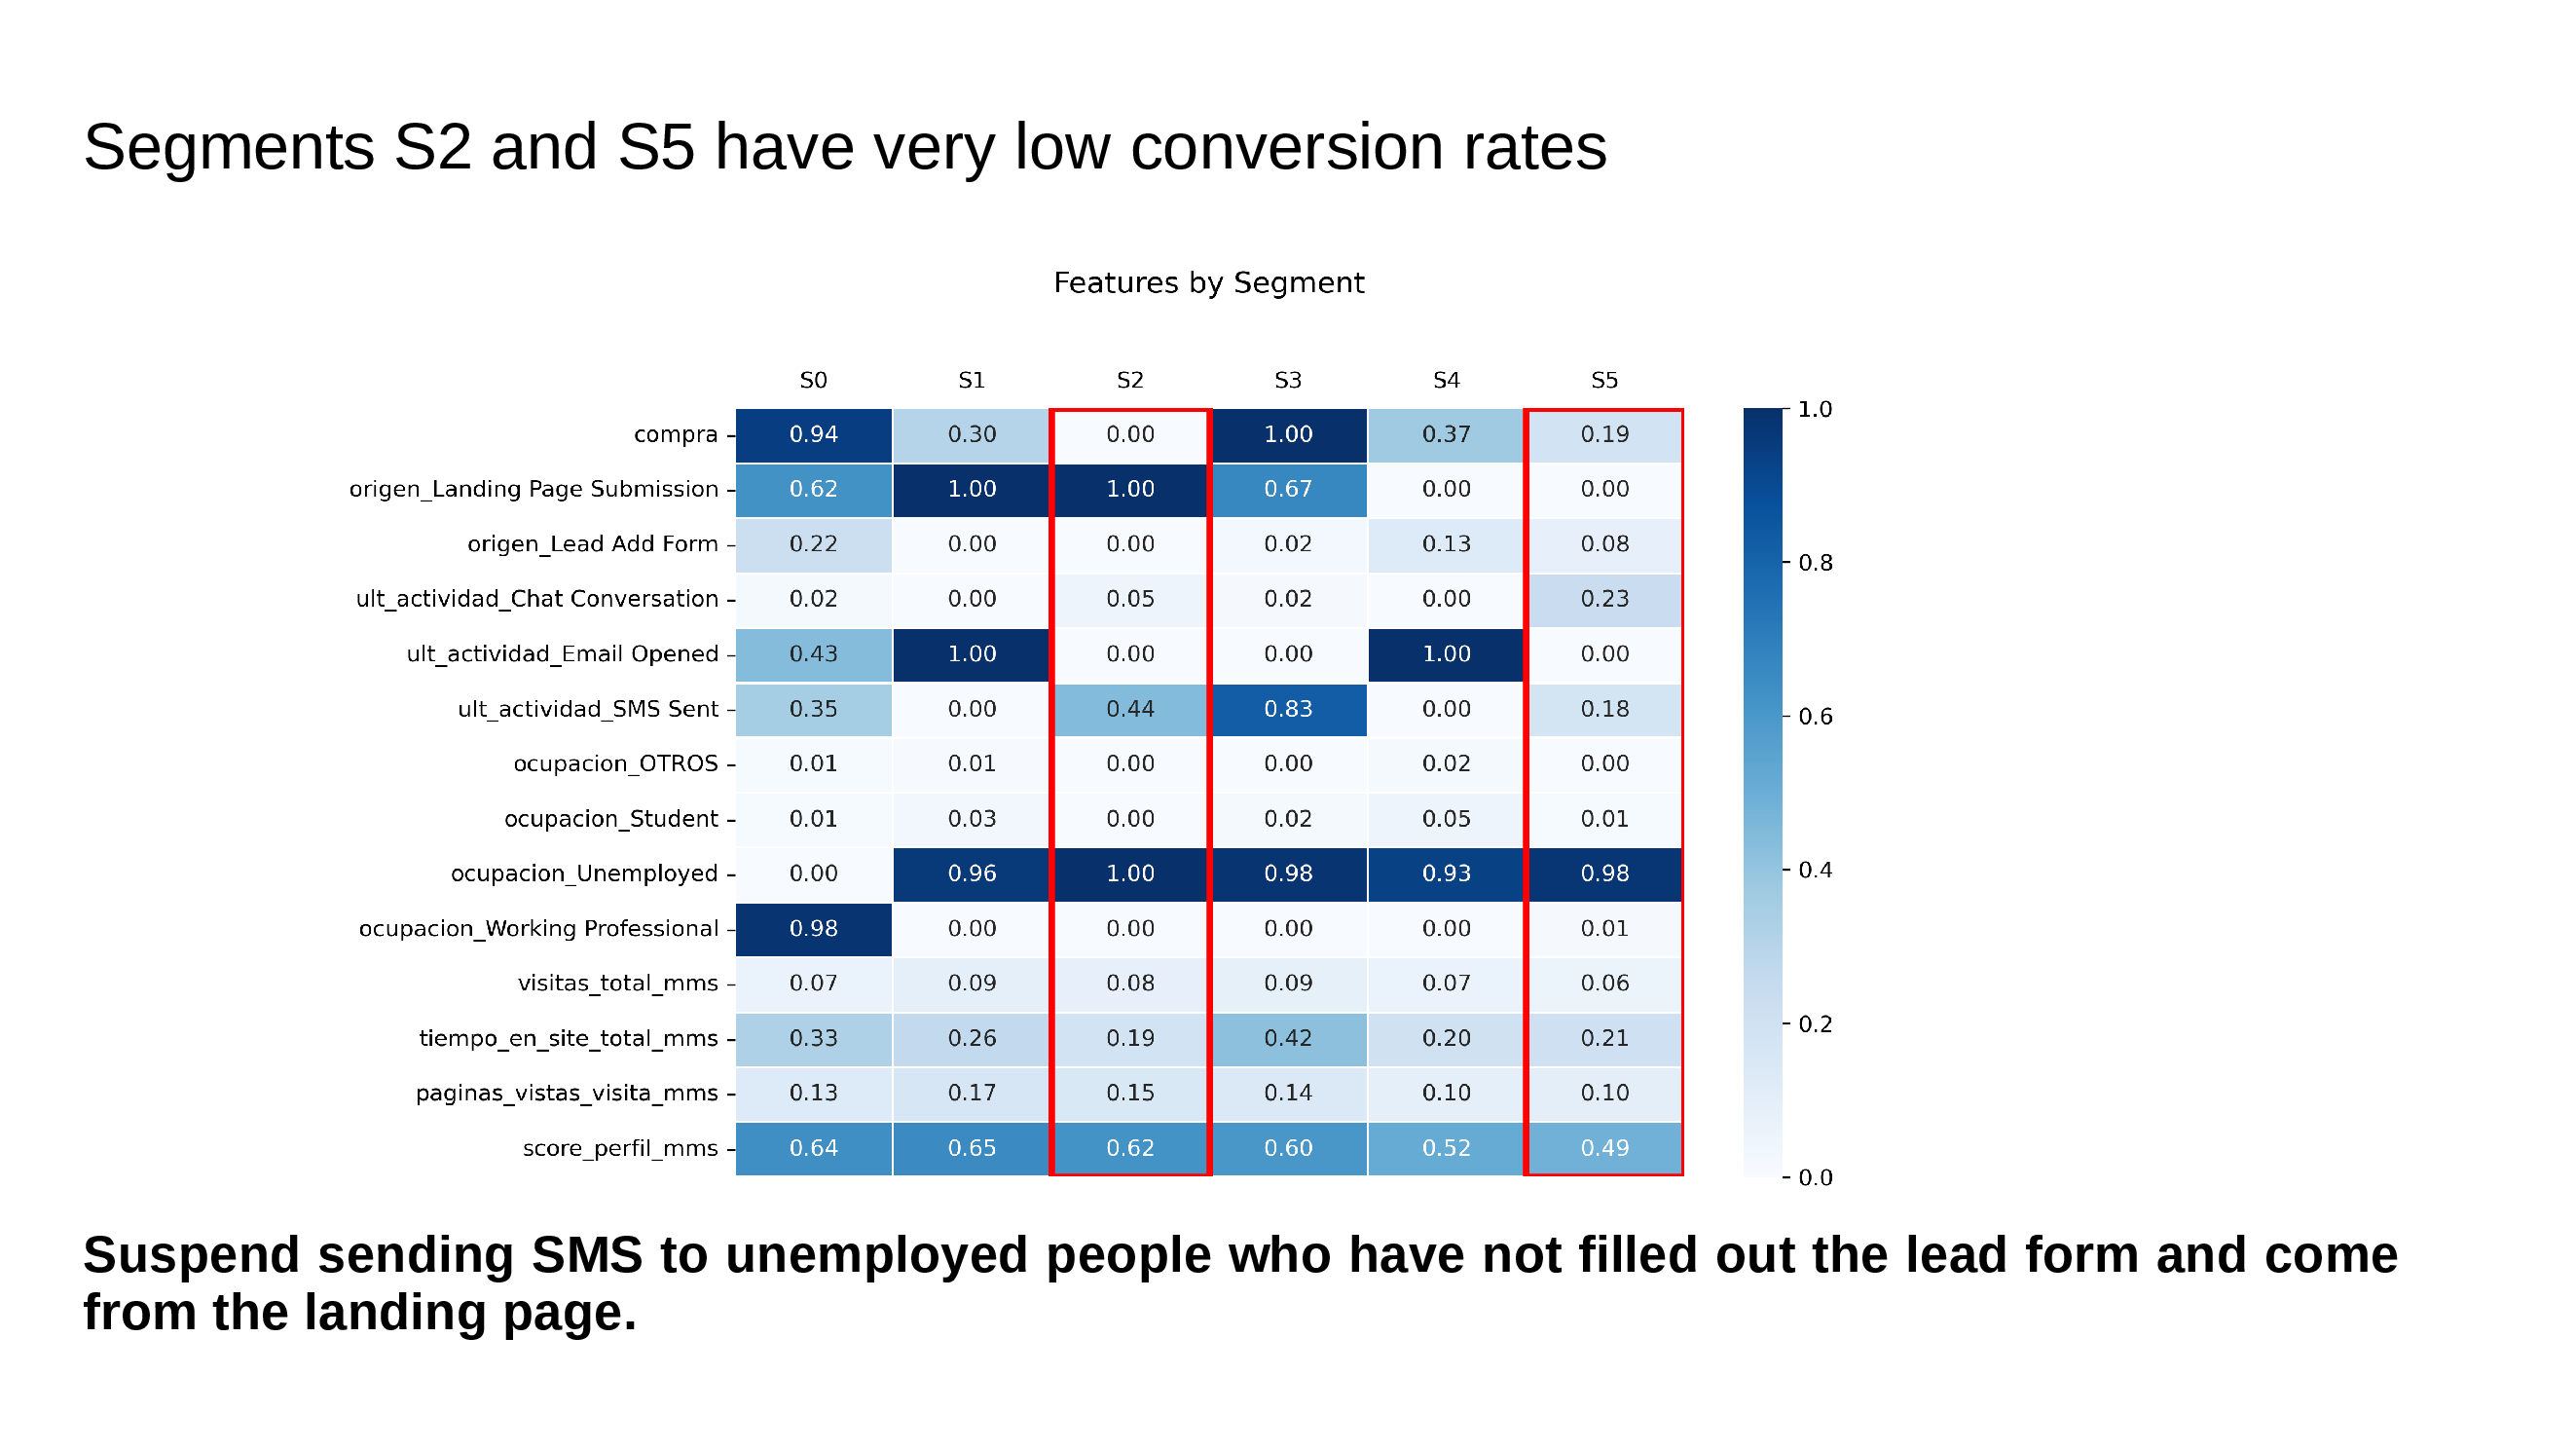 Segments S2 and S5 have very low conversion rates
Features by Segment
S0 S1 S2 S3 S4 S5
compra 0.94 0.30 0.00 1.00 0.37 0.19 1.0
origen_Landing Page Submission 0.62 1.00 1.00 0.67 0.00 0.00
origen_Lead Add Form 0.22 0.00 0.00 0.02 0.13 0.08 0.8
ult_actividad_Chat Conversation 0.02 0.00 0.05 0.02 0.00 0.23
ult_actividad_Email Opened 0.43 1.00 0.00 0.00 1.00 0.00
ult_actividad_SMS Sent 0.35 0.00 0.44 0.83 0.00 0.18 0.6
ocupacion_OTROS 0.01 0.01 0.00 0.00 0.02 0.00
ocupacion_Student 0.01 0.03 0.00 0.02 0.05 0.01
ocupacion_Unemployed 0.00 0.96 1.00 0.98 0.93 0.98 0.4
ocupacion_Working Professional 0.98 0.00 0.00 0.00 0.00 0.01
visitas_total_mms 0.07 0.09 0.08 0.09 0.07 0.06
tiempo_en_site_total_mms 0.33 0.26 0.19 0.42 0.20 0.21 0.2
paginas_vistas_visita_mms 0.13 0.17 0.15 0.14 0.10 0.10
score_perfil_mms 0.64 0.65 0.62 0.60 0.52 0.49 0.0
Suspend sending SMS to unemployed people who have not filled out the lead form and come
from the landing page.